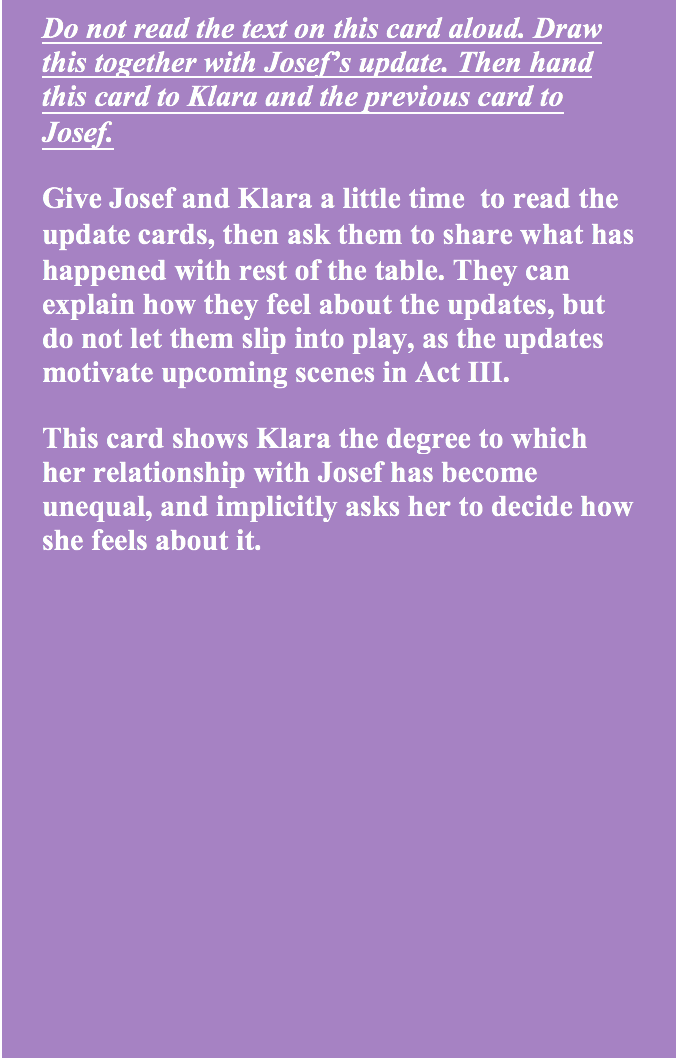 Do not read the text on this card aloud. Draw
this together with Josef’s update. Then hand
this card to Klara and the previous card to
Josef.
Give Josef and Klara a little time  to read the
update cards, then ask them to share what has
happened with rest of the table. They can
explain how they feel about the updates, but
do not let them slip into play, as the updates
motivate upcoming scenes in Act III.
This card shows Klara the degree to which
her relationship with Josef has become
unequal, and implicitly asks her to decide how
she feels about it.